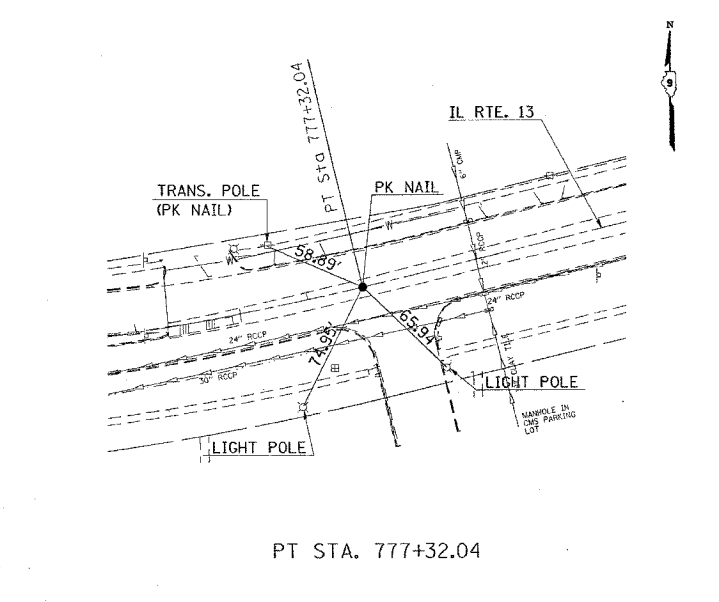 N
9
PT Sta 777+32.04
IL RTE. 13
6" CMP
TRANS. POLE
(PK NAIL)
PK NAIL
W
W
58.89'
12" RCCP
24" RCCP
65.94'
74.95'
24" RCCP
30" RCCP
CLAY TILE
LIGHT POLE
MANHOLE IN
CMS PARKING
LOT
LIGHT POLE
PT STA. 777+32.04